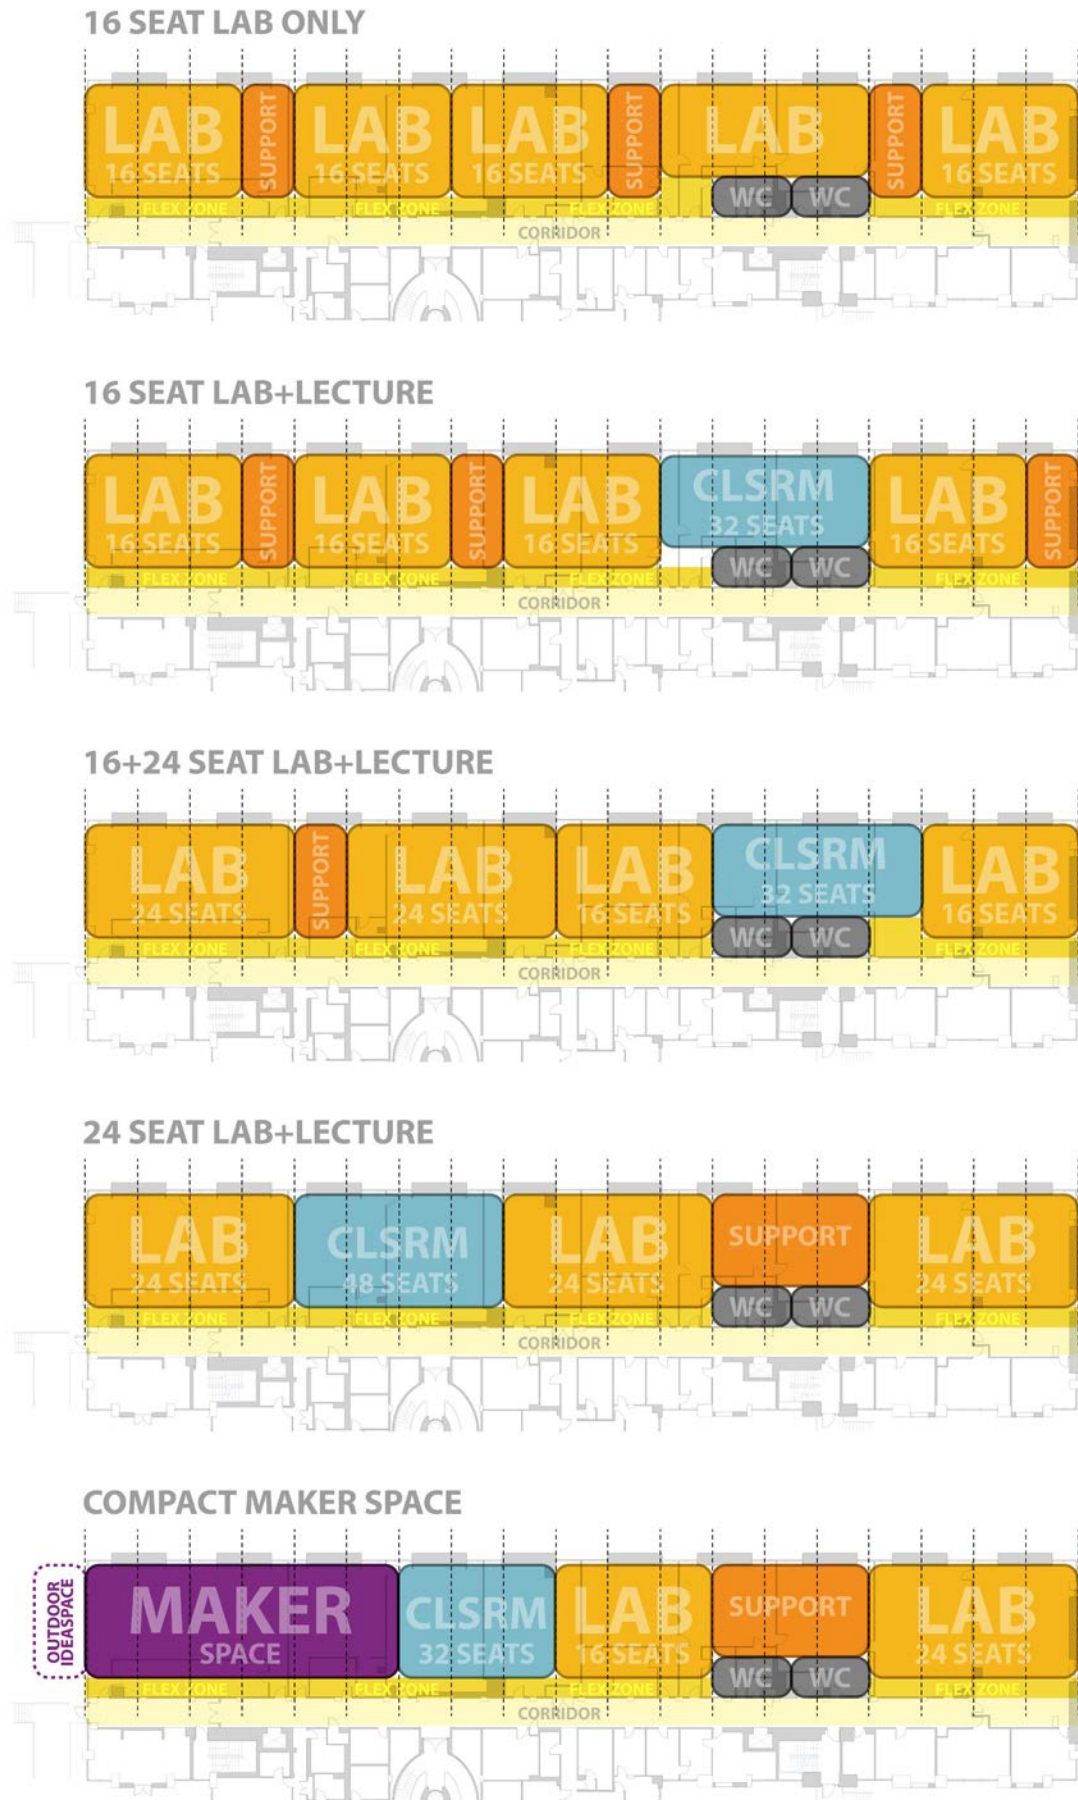 16 SEAT LAB ONLY
LAB
16 SEATS
SUPPORT
LAB
16 SEATS
LAB
16 SEATS
SUPPORT
LAB
WC
WC
SUPPORT
LAB
16 SEATS
FLEX ZONE
FLEX ZONE
FLEX ZONE
FLEX ZONE
CORRIDOR
16 SEAT LAB+LECTURE
LAB
16 SEATS
SUPPORT
LAB
16 SEATS
SUPPORT
LAB
16 SEATS
CLSRM
32 SEATS
WC
WC
LAB
16 SEATS
SUPPORT
FLEX ZONE
FLEX ZONE
FLEX ZONE
FLEX ZONE
CORRIDOR
16+24 SEAT LAB+LECTURE
LAB
24 SEATS
SUPPORT
LAB
24 SEATS
LAB
16 SEATS
CLSRM
32 SEATS
WC
WC
LAB
16 SEATS
FLEX ZONE
FLEX ZONE
FLEX ZONE
FLEX ZONE
CORRIDOR
24 SEAT LAB+LECTURE
LAB
24 SEATS
CLSRM
48 SEATS
LAB
24 SEATS
SUPPORT
WC
WC
LAB
24 SEATS
FLEX ZONE
FLEX ZONE
FLEX ZONE
FLEX ZONE
CORRIDOR
COMPACT MAKER SPACE
OUTDOOR
IDEASPACE
MAKER
SPACE
CLSRM
32 SEATS
LAB
16 SEATS
SUPPORT
WC
WC
LAB
24 SEATS
FLEX ZONE
FLEX ZONE
FLEX ZONE
FLEX ZONE
CORRIDOR